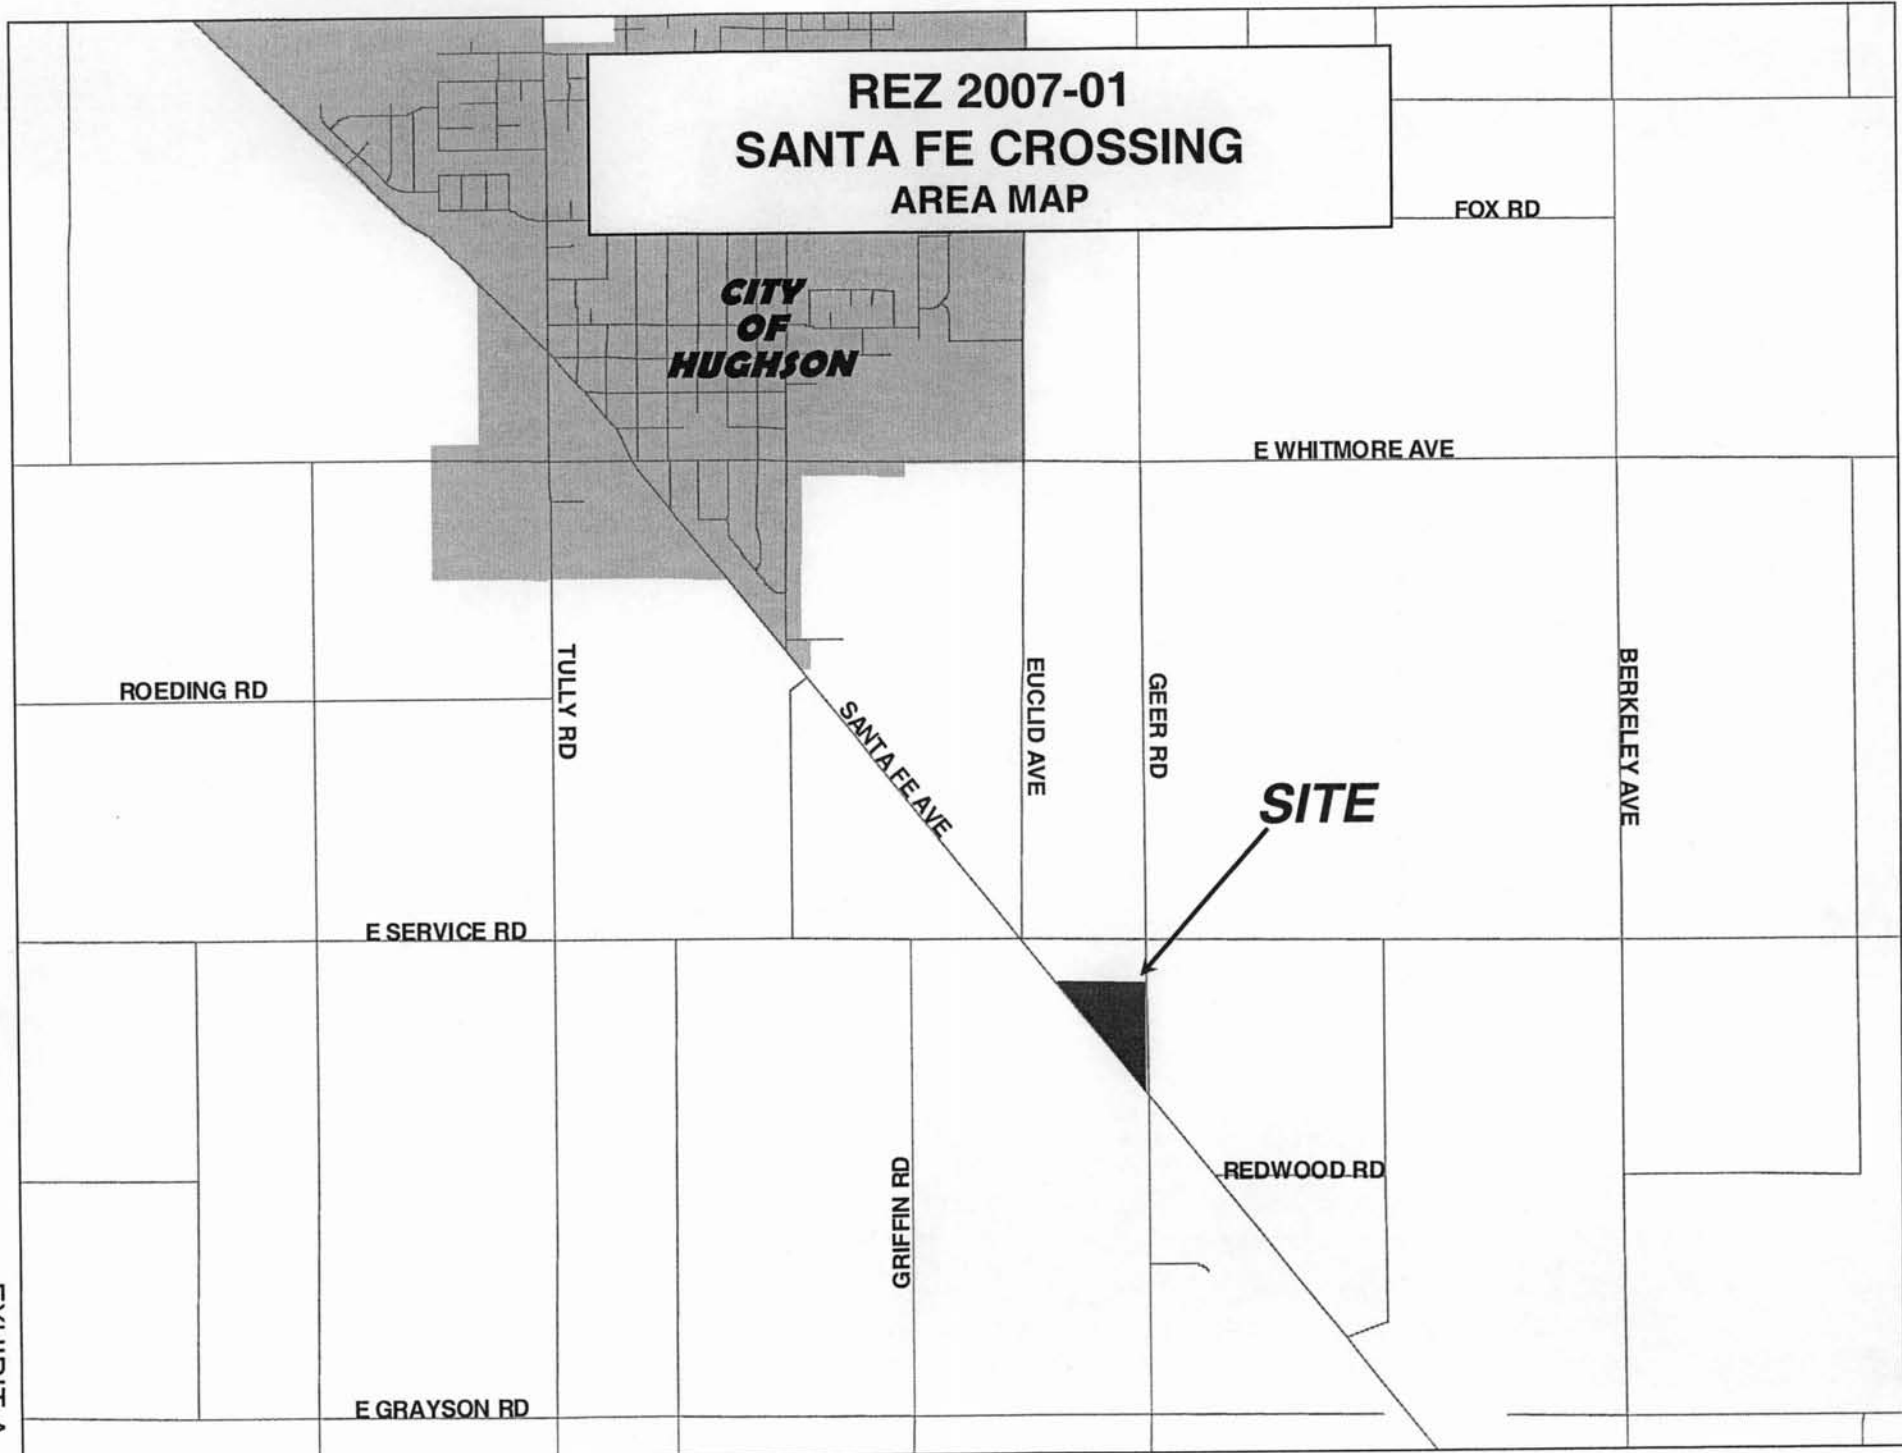 REZ 2007-01
SANTA FE CROSSING
AREA MAP
FOX RD
CITY
OF
HUGHSON
E WHITMORE AVE
ROEDING RD
TULLY RD
SANTA FE AVE
EUCLID AVE
GEER RD
BERKELEY AVE
SITE
E SERVICE RD
GRIFFIN RD
REDWOOD RD
E GRAYSON RD